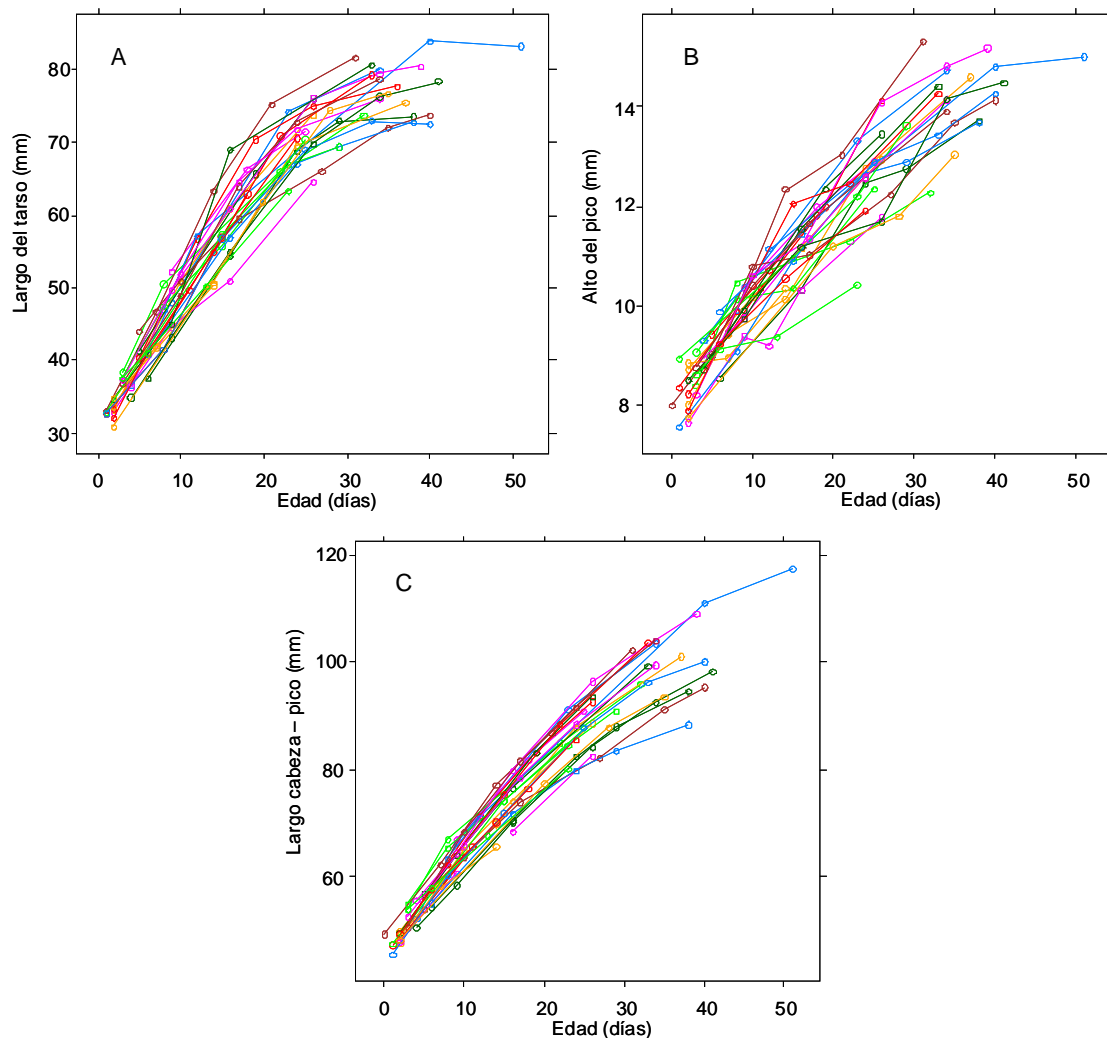 A
Largo del tarso (mm)
80
70
60
50
40
30
0 10 20 30 40 50
Edad (días)
B
Alto del pico (mm)
14
12
10
8
0 10 20 30 40 50
Edad (días)
C
Largo cabeza – pico (mm)
120
100
80
60
0 10 20 30 40 50
Edad (días)